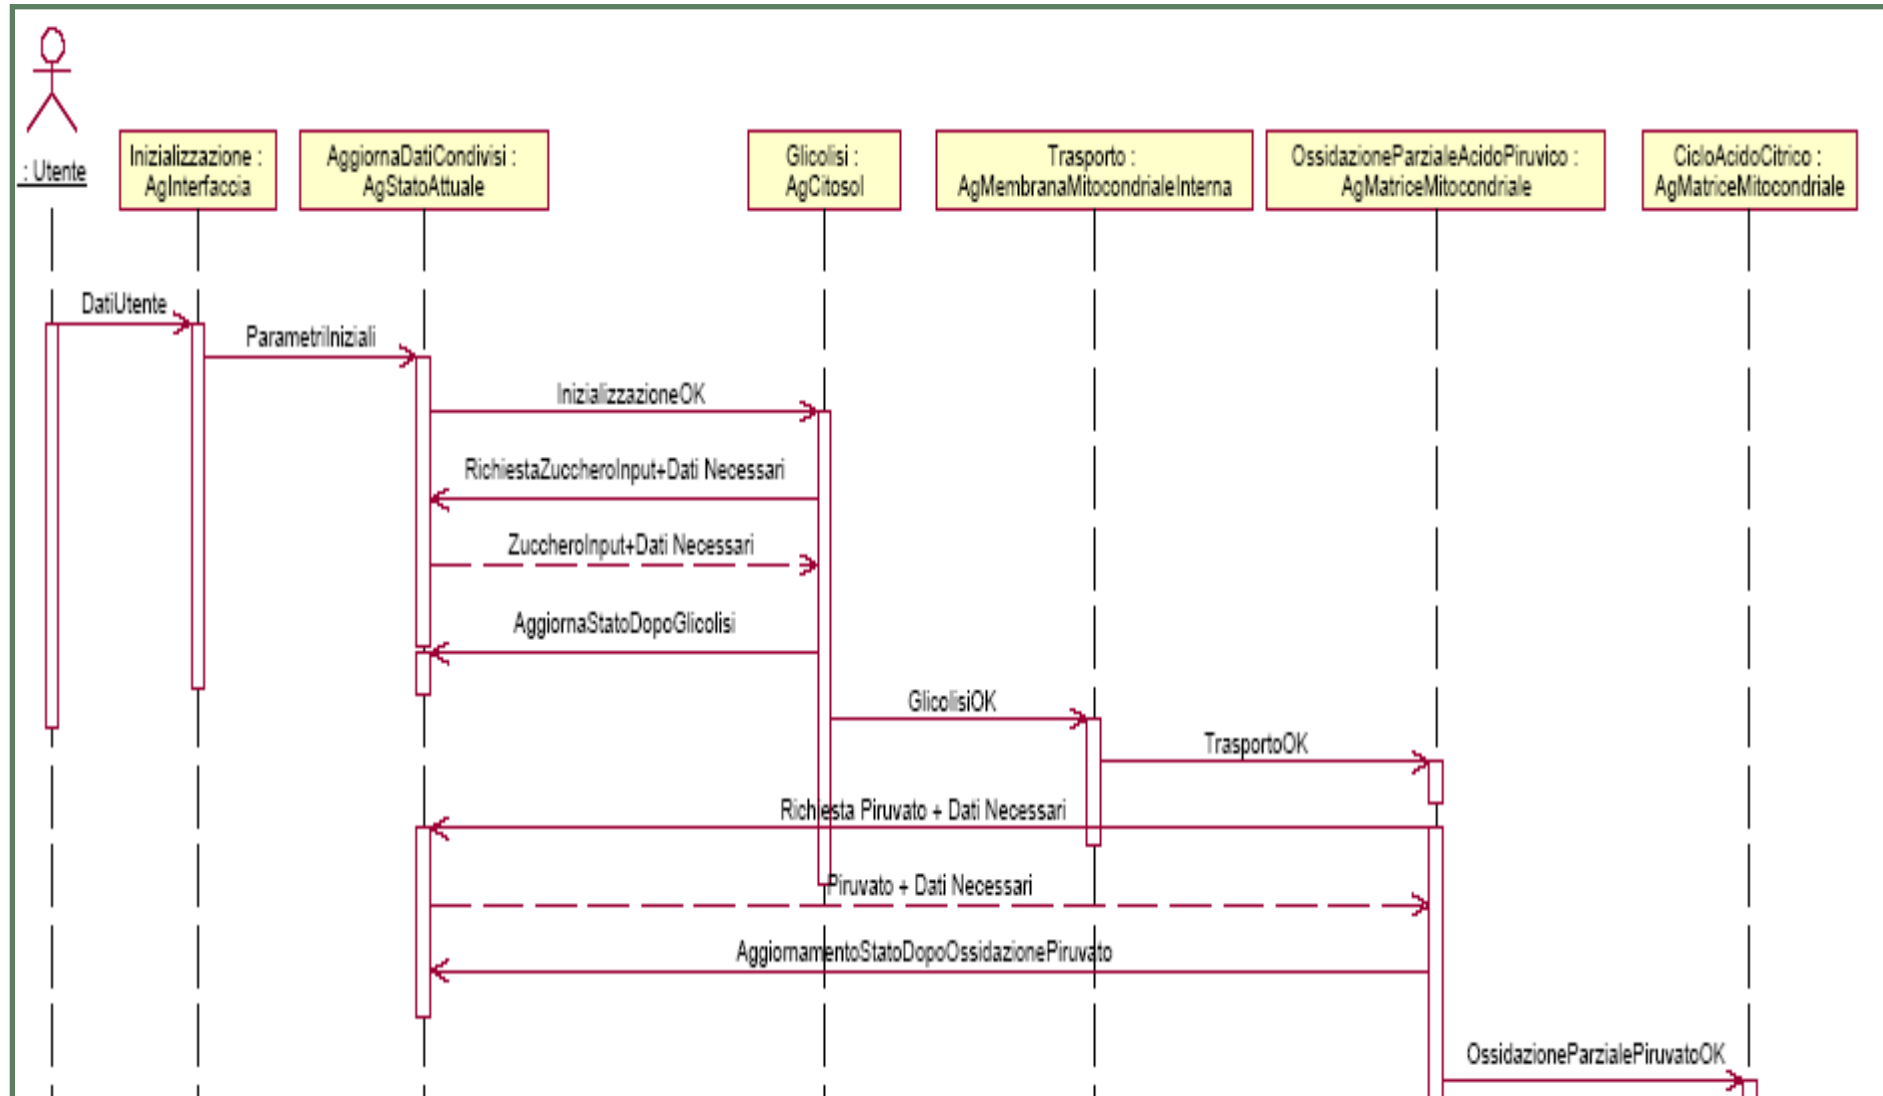 : Utente
Inizializzazione :
AgInterfaccia
AggiornaDatiCondivisi :
AgStatoAttuale
Glicolisi :
AgCitosol
Trasporto :
AgMembranaMitocondrialeInterna
OssidazioneParzialeAcidoPiruvico :
AgMatriceMitocondriale
CicloAcidoCitrico :
AgMatriceMitocondriale
DatiUtente
ParametriIniziali
InizializzazioneOK
RichiestaZuccheroInput+Dati Necessari
ZuccheroInput+Dati Necessari
AggiornaStatoDopoGlicolisi
GlicolisiOK
TrasportoOK
Richiesta Piruvato + Dati Necessari
Piruvato + Dati Necessari
AggiornamentoStatoDopoOssidazionePiruvato
OssidazioneParzialePiruvatoOK